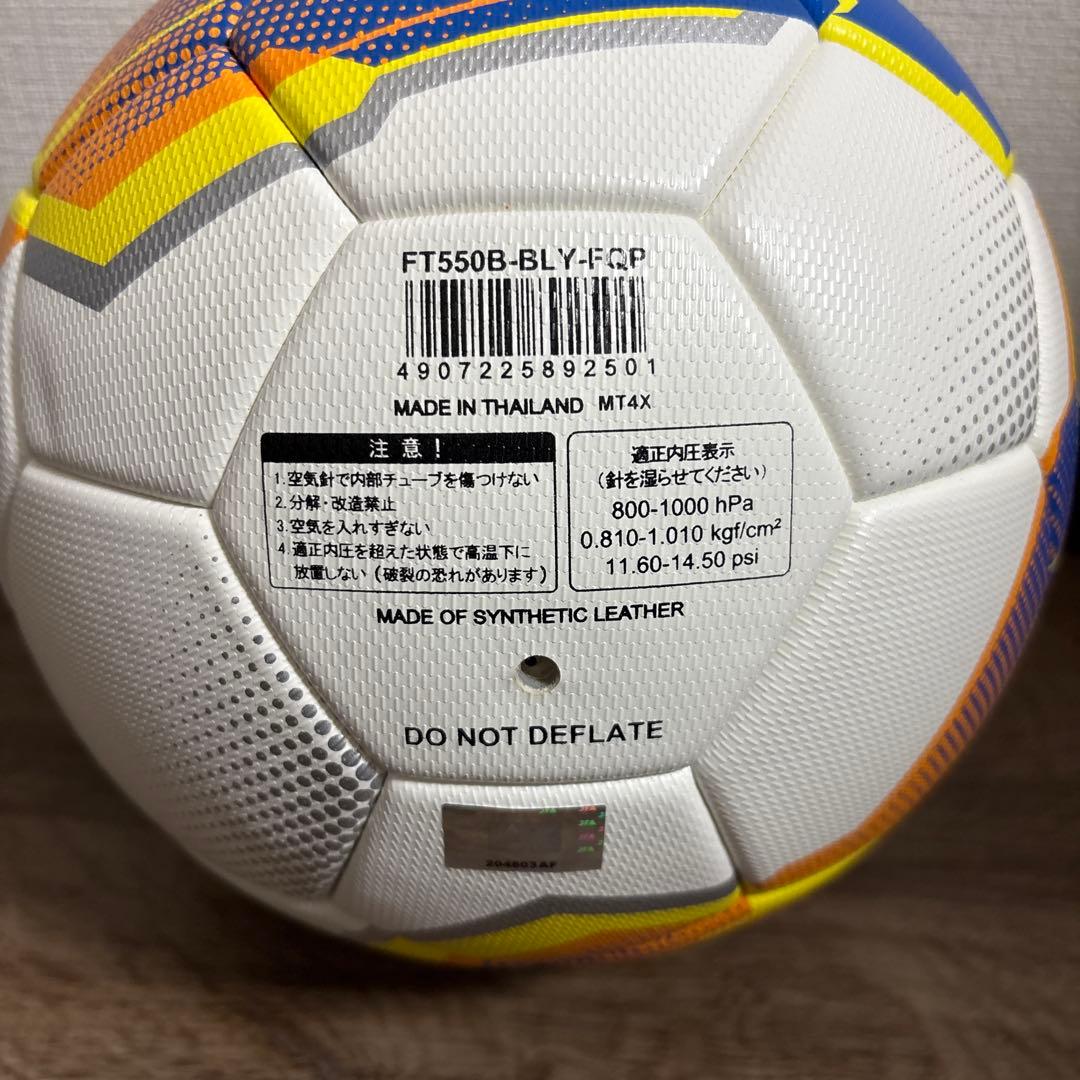 FT550B-BLY-FQP
4907225892501
MADE IN THAILAND MT4X
注意!
1.空気針で内部チューブを傷つけない
2.分解・改造禁止
3.空気を入れすぎない
4.適正内圧を超えた状態で高温下に
放置しない(破裂の恐れがあります)
適正内圧表示
(針を湿らせてください)
800-1000 hPa
0.810-1.010 kgf/cm²
11.60-14.50 psi
MADE OF SYNTHETIC LEATHER
DO NOT DEFLATE
204803AF